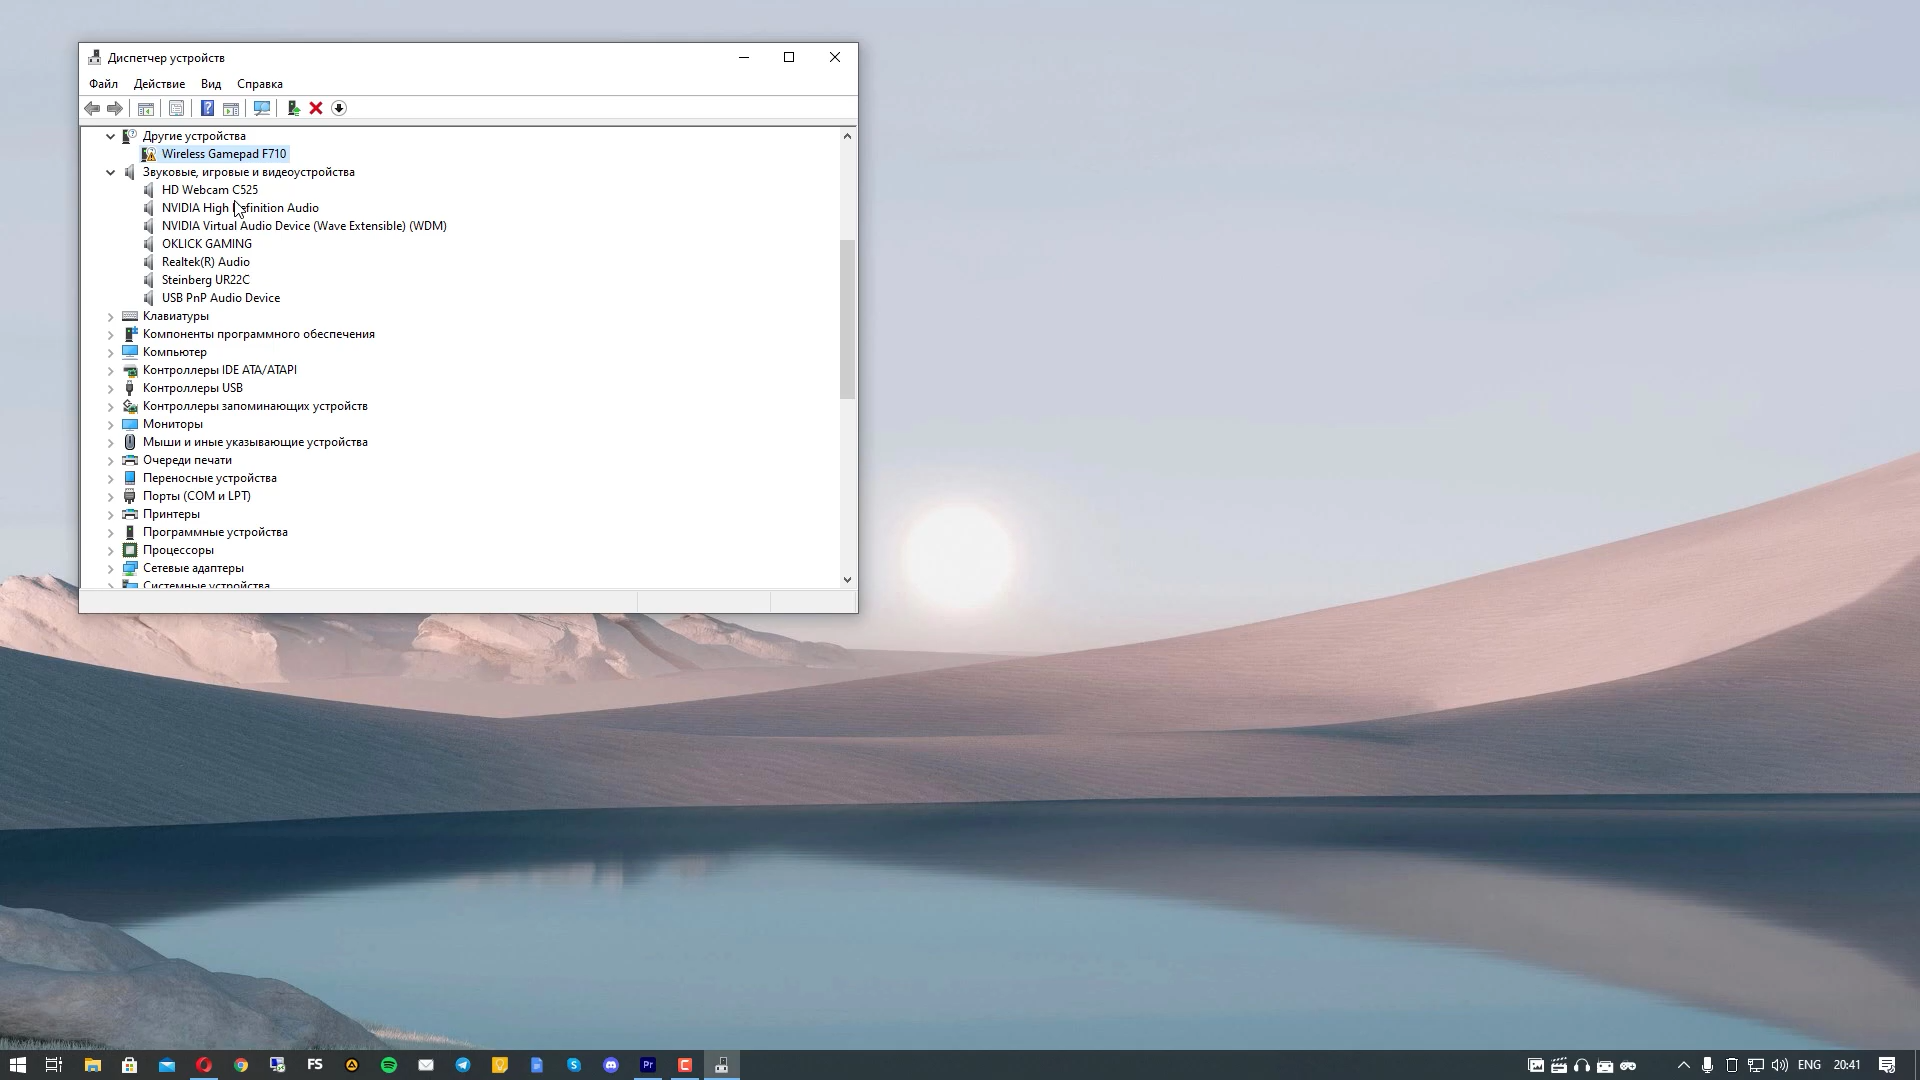 Диспетчер устройств
Файл Действие Вид Справка
Другие устройства
Wireless Gamepad F710
Звуковые, игровые и видеоустройства
HD Webcam C525
NVIDIA High Definition Audio
NVIDIA Virtual Audio Device (Wave Extensible) (WDM)
OKLICK GAMING
Realtek(R) Audio
Steinberg UR22C
USB PnP Audio Device
Клавиатуры
Компоненты программного обеспечения
Компьютер
Контроллеры IDE ATA/ATAPI
Контроллеры USB
Контроллеры запоминающих устройств
Мониторы
Мыши и иные указывающие устройства
Очереди печати
Переносные устройства
Порты (COM и LPT)
Принтеры
Программные устройства
Процессоры
Сетевые адаптеры
Системные устройства
FS Pr ENG 20:41